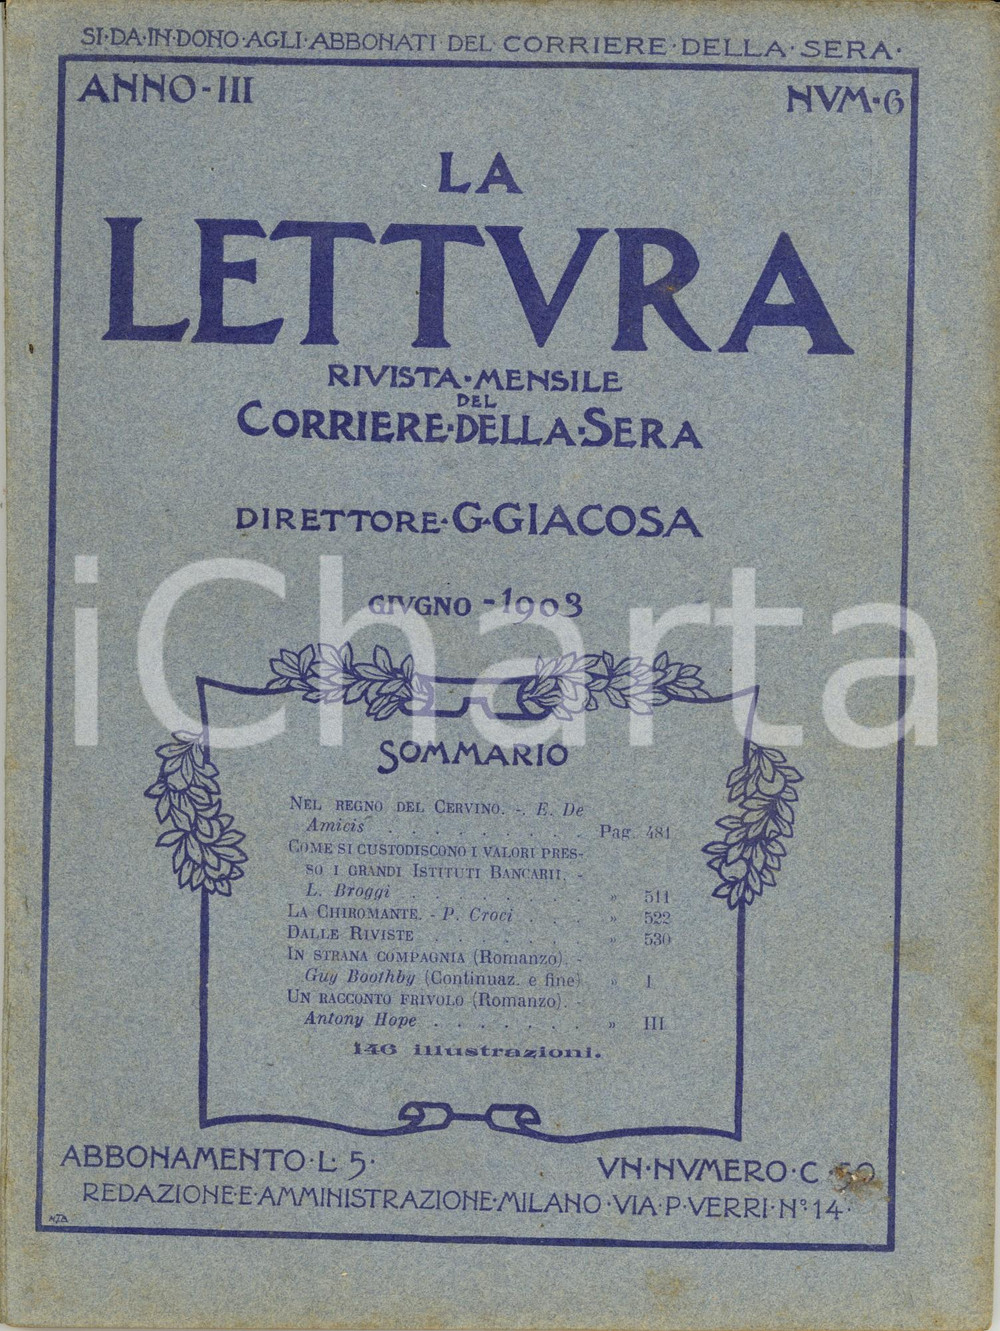 SI·DA·IN·DONO·AGLI·ABBONATI DEL CORRIERE·DELLA·SERA·
ANNO-III
NVM·6
LA
LETTVRA
RIVISTA·MENSILE
DEL
CORRIERE·DELLA·SERA
DIRETTORE·G·GIACOSA
GIVGNO-1903
iCharta
SOMMARIO
NEL REGNO DEL CERVINO. - E. De
Amicis . . . . . . . . . Pag. 481
COME SI CUSTODISCONO I VALORI PRES-
SO I GRANDI ISTITUTI BANCARII. -
L. Broggi . . . . . . . . » 511
LA CHIROMANTE. - P. Croci . . . » 522
DALLE RIVISTE . . . . . . . » 530
IN STRANA COMPAGNIA (Romanzo). -
Guy Boothby (Continuaz. e fine) » I
UN RACCONTO FRIVOLO (Romanzo). -
Antony Hope . . . . . . . » III
146 illustrazioni.
ABBONAMENTO·L·5·
VN·NVMERO·C·50
REDAZIONE·E·AMMINISTRAZIONE·MILANO·VIA·P·VERRI·N°·14·